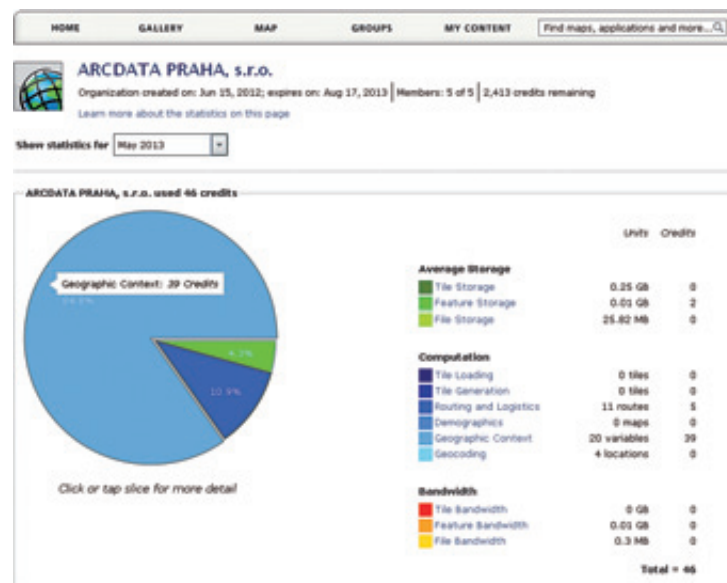 HOME GALLERY MAP GROUPS MY CONTENT Find maps, applications and more...
ARCDATA PRAHA, s.r.o.
Organization created on: Jun 15, 2012; expires on: Aug 17, 2013 | Members: 5 of 5 | 2,413 credits remaining
Learn more about the statistics on this page
Show statistics for May 2013
ARCDATA PRAHA, s.r.o. used 46 credits
Geographic Context: 39 Credits
4.3%
10.9%
Click or tap slice for more detail
Units Credits
Average Storage
Tile Storage 0.25 GB 0
Feature Storage 0.01 GB 2
File Storage 25.82 MB 0
Computation
Tile Loading 0 tiles 0
Tile Generation 0 tiles 0
Routing and Logistics 11 routes 5
Demographics 0 maps 0
Geographic Context 20 variables 39
Geocoding 4 locations 0
Bandwidth
Tile Bandwidth 0 GB 0
Feature Bandwidth 0.01 GB 0
File Bandwidth 0.3 MB 0
Total = 46